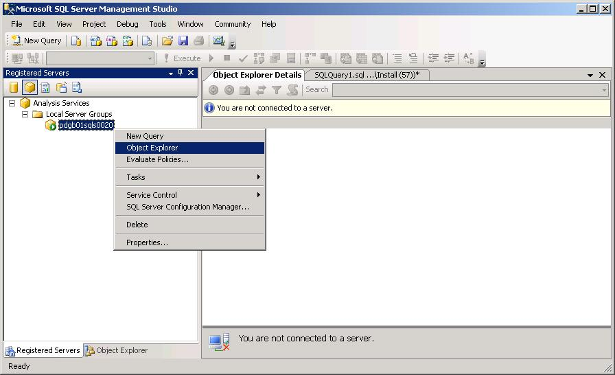 Microsoft SQL Server Management Studio
File Edit View Project Debug Tools Window Community Help
New Query
Execute
Registered Servers
Object Explorer Details SQLQuery1.sql ...\Install (57))*
Search
You are not connected to a server.
Analysis Services
Local Server Groups
pdgb01sqls0020
New Query
Object Explorer
Evaluate Policies...
Tasks
Service Control
SQL Server Configuration Manager...
Delete
Properties...
You are not connected to a server.
Registered Servers Object Explorer
Ready